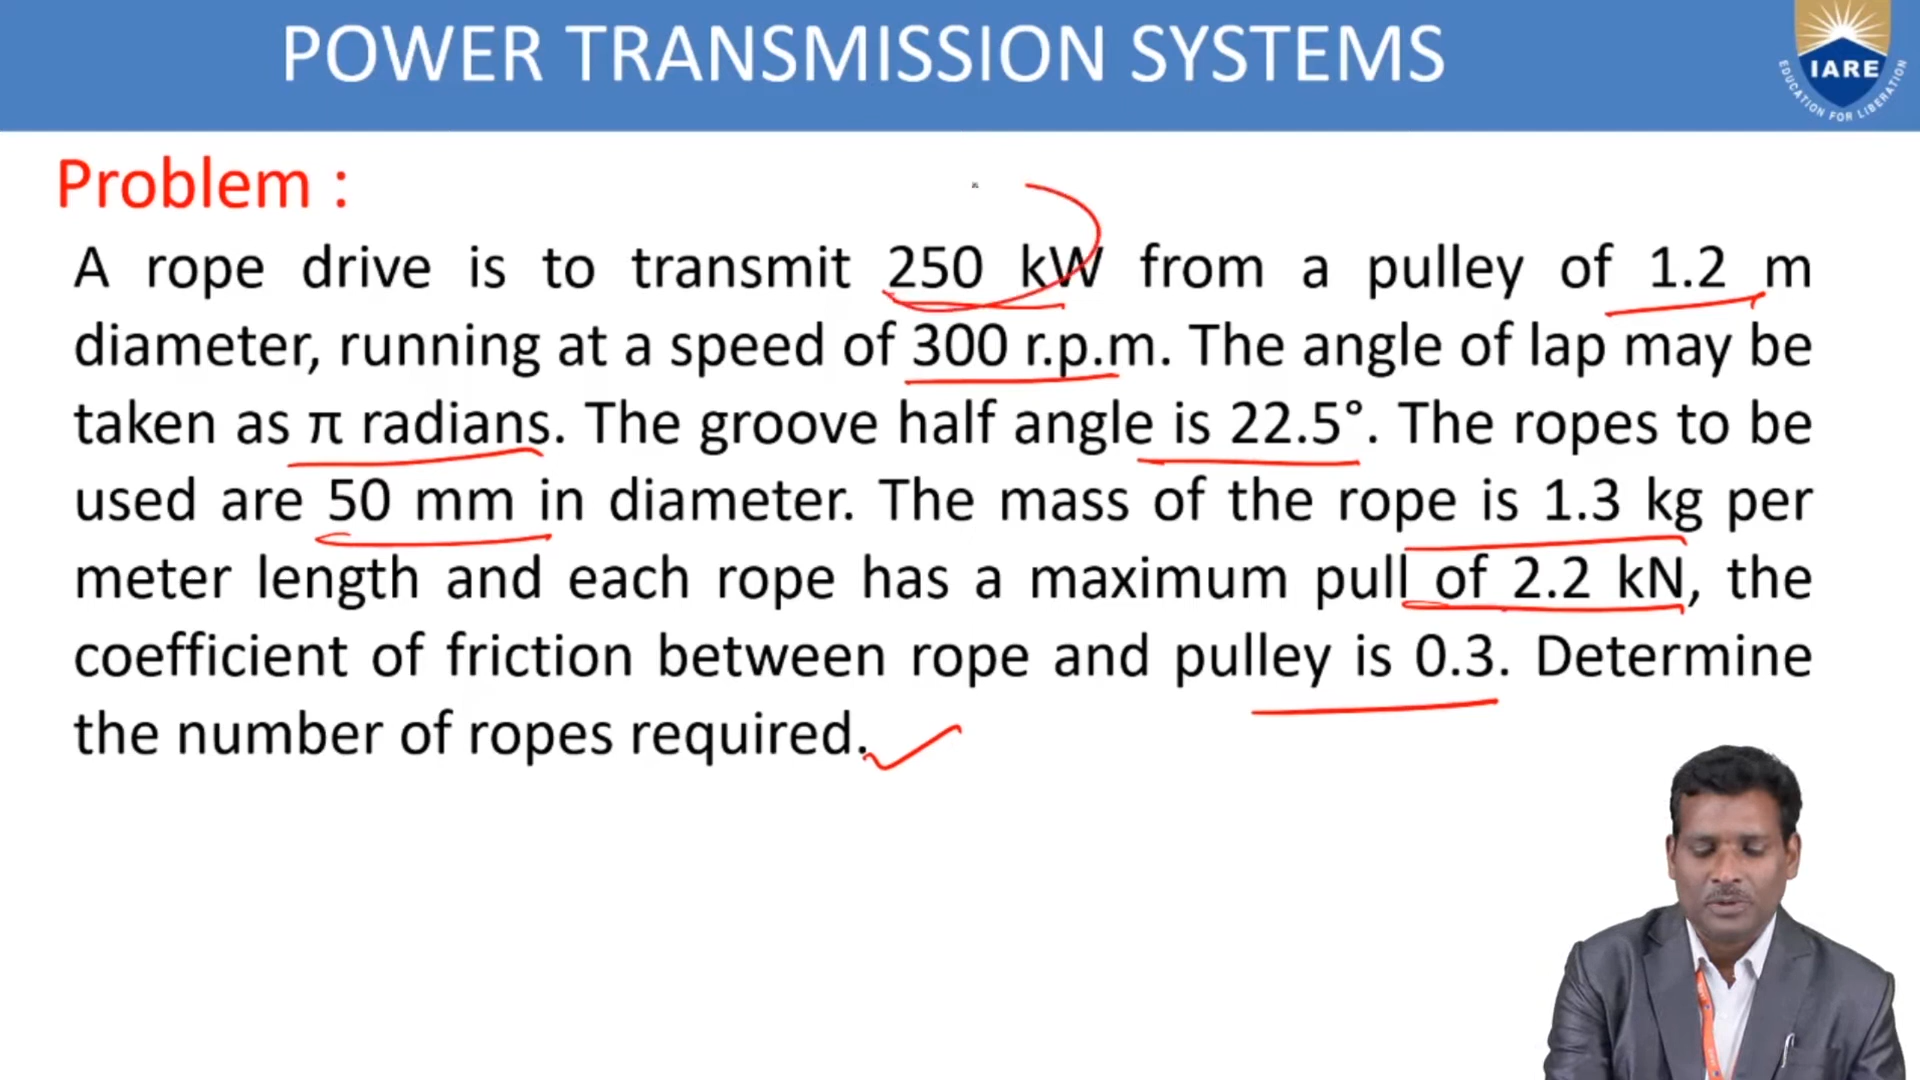 POWER TRANSMISSION SYSTEMS
IARE
EDUCATION FOR LIBERATION
Problem :
A rope drive is to transmit 250 kW from a pulley of 1.2 m
diameter, running at a speed of 300 r.p.m. The angle of lap may be
taken as π radians. The groove half angle is 22.5°. The ropes to be
used are 50 mm in diameter. The mass of the rope is 1.3 kg per
meter length and each rope has a maximum pull of 2.2 kN, the
coefficient of friction between rope and pulley is 0.3. Determine
the number of ropes required.